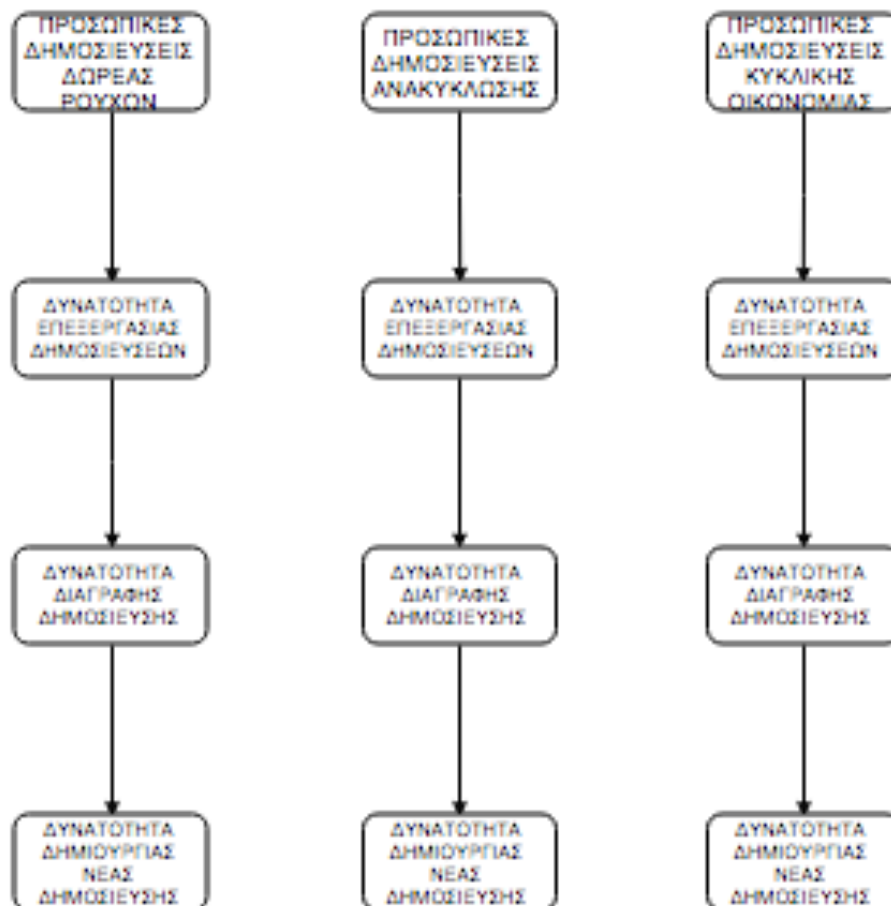 ΠΡΟΣΩΠΙΚΕΣ
ΔΗΜΟΣΙΕΥΣΕΙΣ
ΔΩΡΕΑΣ
ΡΟΥΧΩΝ
ΠΡΟΣΩΠΙΚΕΣ
ΔΗΜΟΣΙΕΥΣΕΙΣ
ΑΝΑΚΥΚΛΩΣΗΣ
ΠΡΟΣΩΠΙΚΕΣ
ΔΗΜΟΣΙΕΥΣΕΙΣ
ΚΥΚΛΙΚΗΣ
ΟΙΚΟΝΟΜΙΑΣ
ΔΥΝΑΤΟΤΗΤΑ
ΕΠΕΞΕΡΓΑΣΙΑΣ
ΔΗΜΟΣΙΕΥΣΕΩΝ
ΔΥΝΑΤΟΤΗΤΑ
ΕΠΕΞΕΡΓΑΣΙΑΣ
ΔΗΜΟΣΙΕΥΣΕΩΝ
ΔΥΝΑΤΟΤΗΤΑ
ΕΠΕΞΕΡΓΑΣΙΑΣ
ΔΗΜΟΣΙΕΥΣΕΩΝ
ΔΥΝΑΤΟΤΗΤΑ
ΔΙΑΓΡΑΦΗΣ
ΔΗΜΟΣΙΕΥΣΗΣ
ΔΥΝΑΤΟΤΗΤΑ
ΔΙΑΓΡΑΦΗΣ
ΔΗΜΟΣΙΕΥΣΗΣ
ΔΥΝΑΤΟΤΗΤΑ
ΔΙΑΓΡΑΦΗΣ
ΔΗΜΟΣΙΕΥΣΗΣ
ΔΥΝΑΤΟΤΗΤΑ
ΔΗΜΙΟΥΡΓΙΑΣ
ΝΕΑΣ
ΔΗΜΟΣΙΕΥΣΗΣ
ΔΥΝΑΤΟΤΗΤΑ
ΔΗΜΙΟΥΡΓΙΑΣ
ΝΕΑΣ
ΔΗΜΟΣΙΕΥΣΗΣ
ΔΥΝΑΤΟΤΗΤΑ
ΔΗΜΙΟΥΡΓΙΑΣ
ΝΕΑΣ
ΔΗΜΟΣΙΕΥΣΗΣ